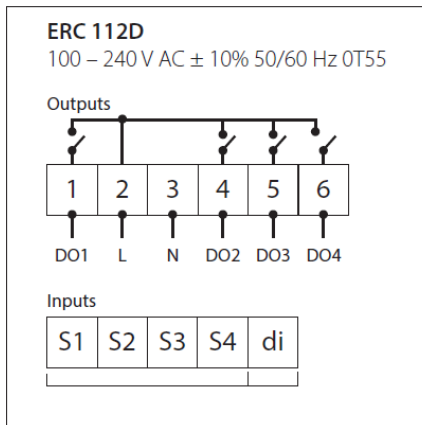 ERC 112D
100 – 240 V AC ± 10% 50/60 Hz 0T55
Outputs
1 2 3 4 5 6
DO1 L N DO2 DO3 DO4
Inputs
S1 S2 S3 S4 di